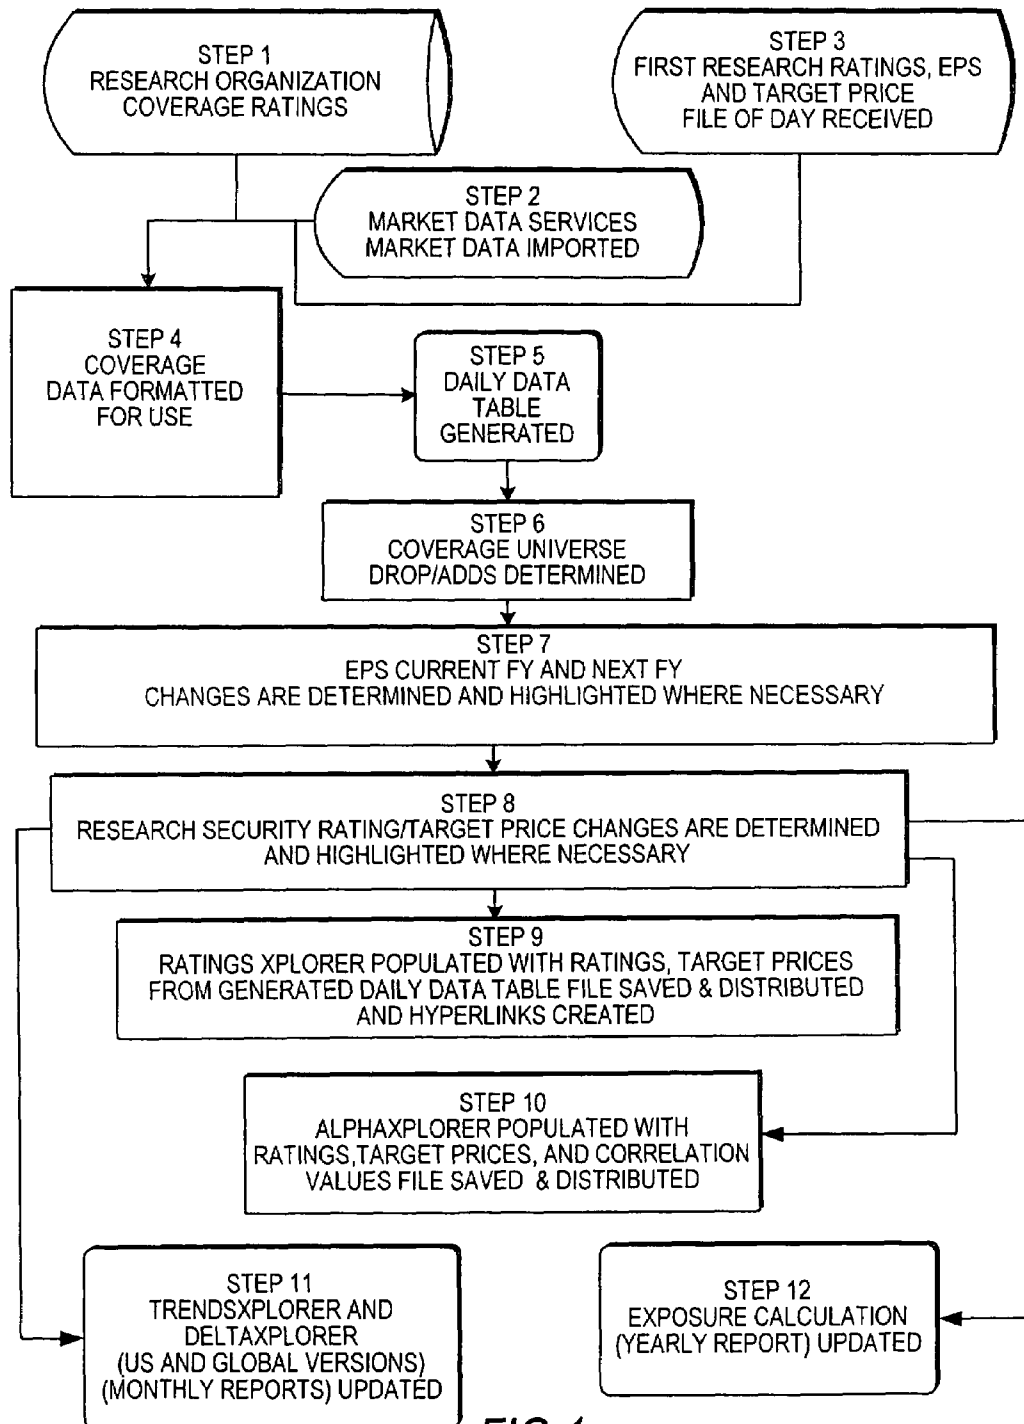 STEP 1
RESEARCH ORGANIZATION
COVERAGE RATINGS
STEP 3
FIRST RESEARCH RATINGS, EPS
AND TARGET PRICE
FILE OF DAY RECEIVED
STEP 2
MARKET DATA SERVICES
MARKET DATA IMPORTED
STEP 4
COVERAGE
DATA FORMATTED
FOR USE
STEP 5
DAILY DATA
TABLE
GENERATED
STEP 6
COVERAGE UNIVERSE
DROP/ADDS DETERMINED
STEP 7
EPS CURRENT FY AND NEXT FY
CHANGES ARE DETERMINED AND HIGHLIGHTED WHERE NECESSARY
STEP 8
RESEARCH SECURITY RATING/TARGET PRICE CHANGES ARE DETERMINED
AND HIGHLIGHTED WHERE NECESSARY
STEP 9
RATINGS XPLORER POPULATED WITH RATINGS, TARGET PRICES
FROM GENERATED DAILY DATA TABLE FILE SAVED & DISTRIBUTED
AND HYPERLINKS CREATED
STEP 10
ALPHAXPLORER POPULATED WITH
RATINGS,TARGET PRICES, AND CORRELATION
VALUES FILE SAVED & DISTRIBUTED
STEP 11
TRENDSXPLORER AND
DELTAXPLORER
(US AND GLOBAL VERSIONS)
(MONTHLY REPORTS) UPDATED
STEP 12
EXPOSURE CALCULATION
(YEARLY REPORT) UPDATED